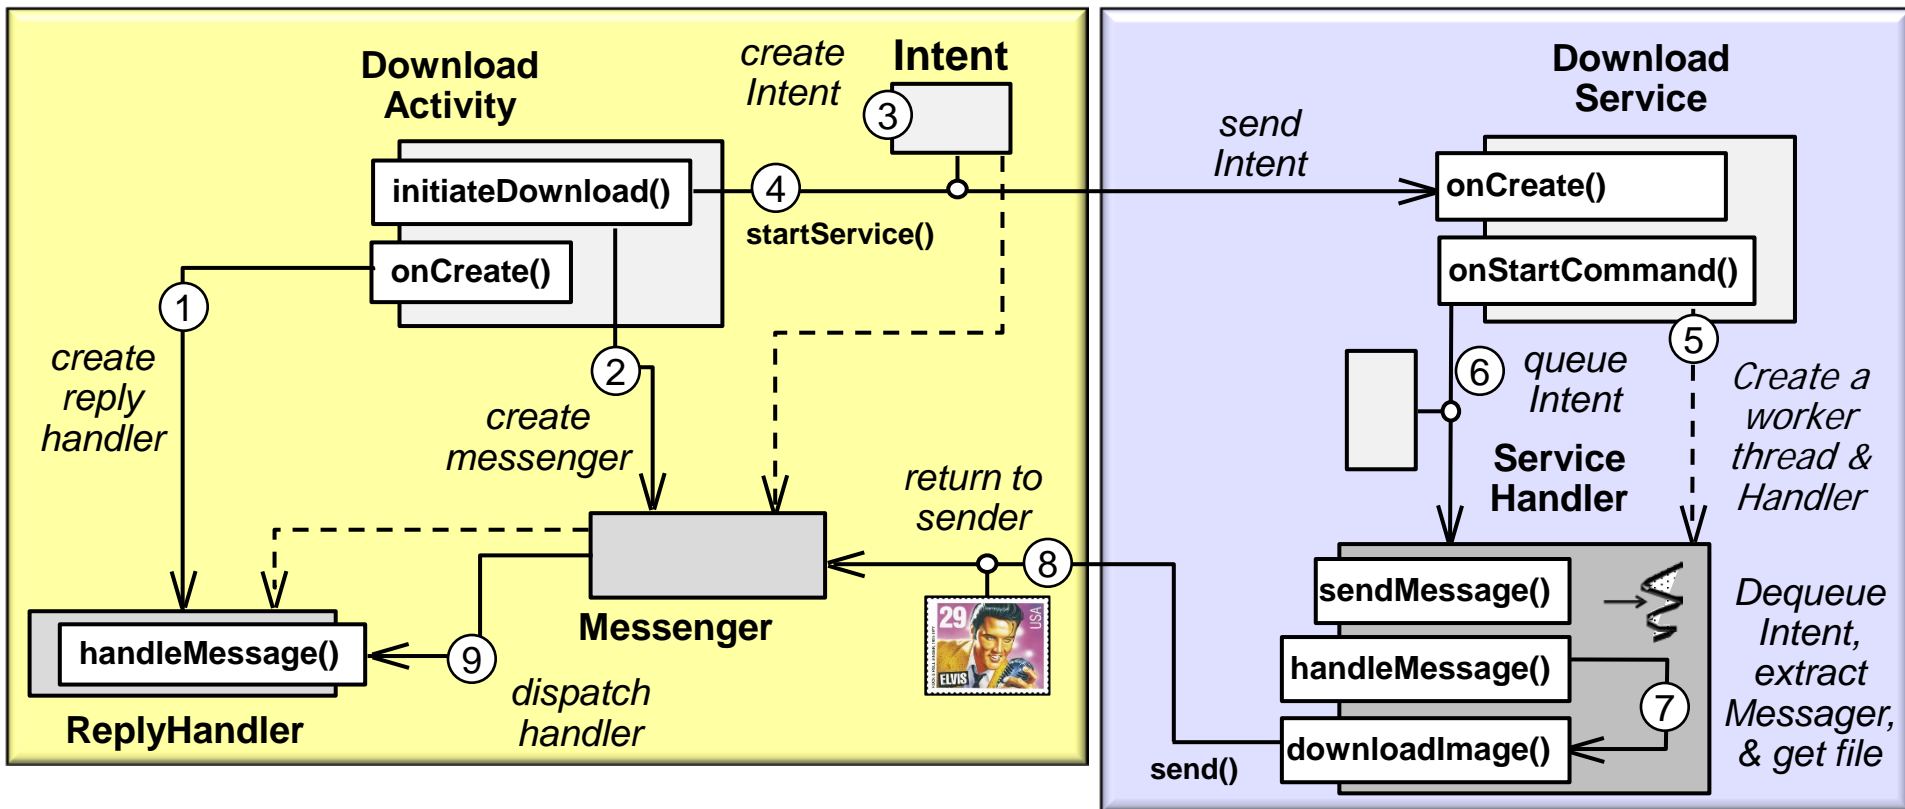 Download
Activity
create
Intent
Intent
3
initiateDownload()
4
startService()
onCreate()
1
create
reply
handler
2
create
messenger
return to
sender
8
Messenger
29
USA
ELVIS
handleMessage()
9
dispatch
handler
ReplyHandler
Download
Service
send
Intent
onCreate()
onStartCommand()
5
6
queue
Intent
Create a
worker
thread &
Handler
Service
Handler
sendMessage()
handleMessage()
7
downloadImage()
send()
Dequeue
Intent,
extract
Messager,
& get file